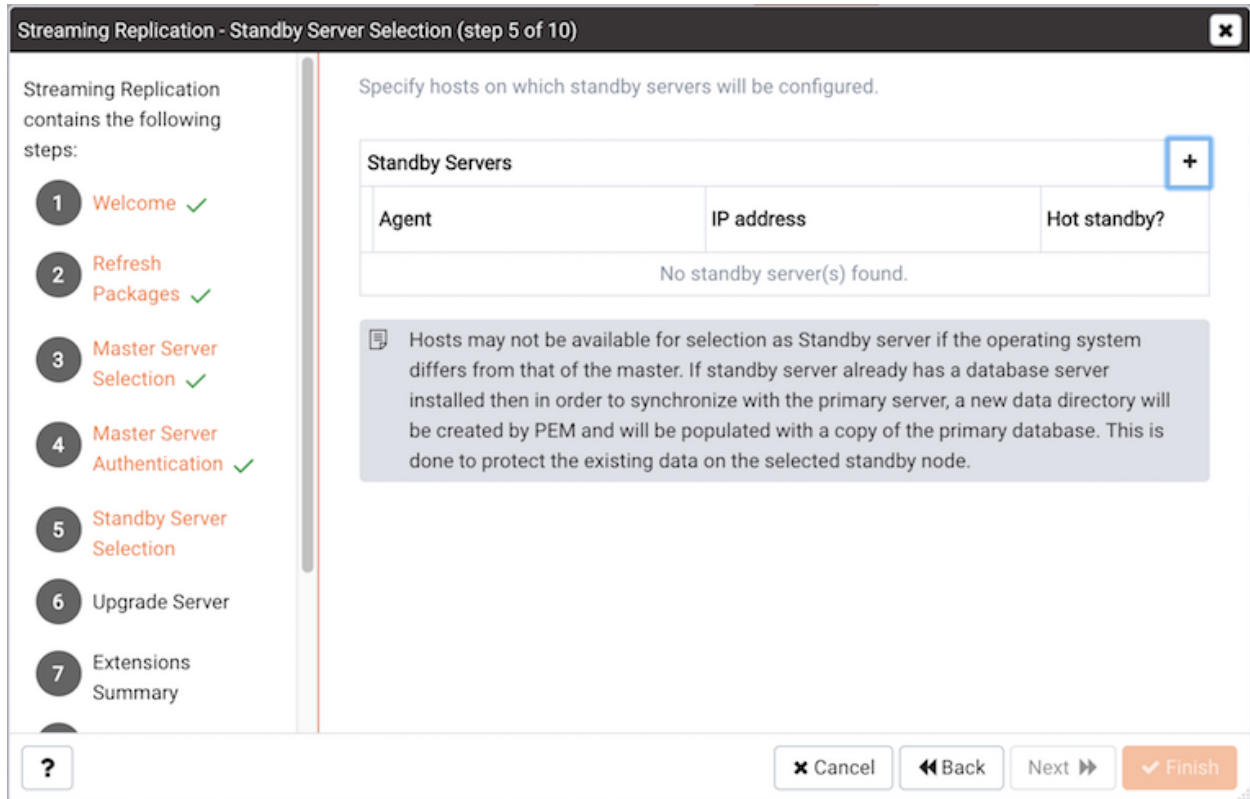 Streaming Replication - Standby Server Selection (step 5 of 10)
Streaming Replication
contains the following
steps:
1 Welcome
2 Refresh
Packages
3 Master Server
Selection
4 Master Server
Authentication
5 Standby Server
Selection
6 Upgrade Server
7 Extensions
Summary
Specify hosts on which standby servers will be configured.
Standby Servers +
Agent IP address Hot standby?
No standby server(s) found.
Hosts may not be available for selection as Standby server if the operating system
differs from that of the master. If standby server already has a database server
installed then in order to synchronize with the primary server, a new data directory will
be created by PEM and will be populated with a copy of the primary database. This is
done to protect the existing data on the selected standby node.
? Cancel Back Next Finish